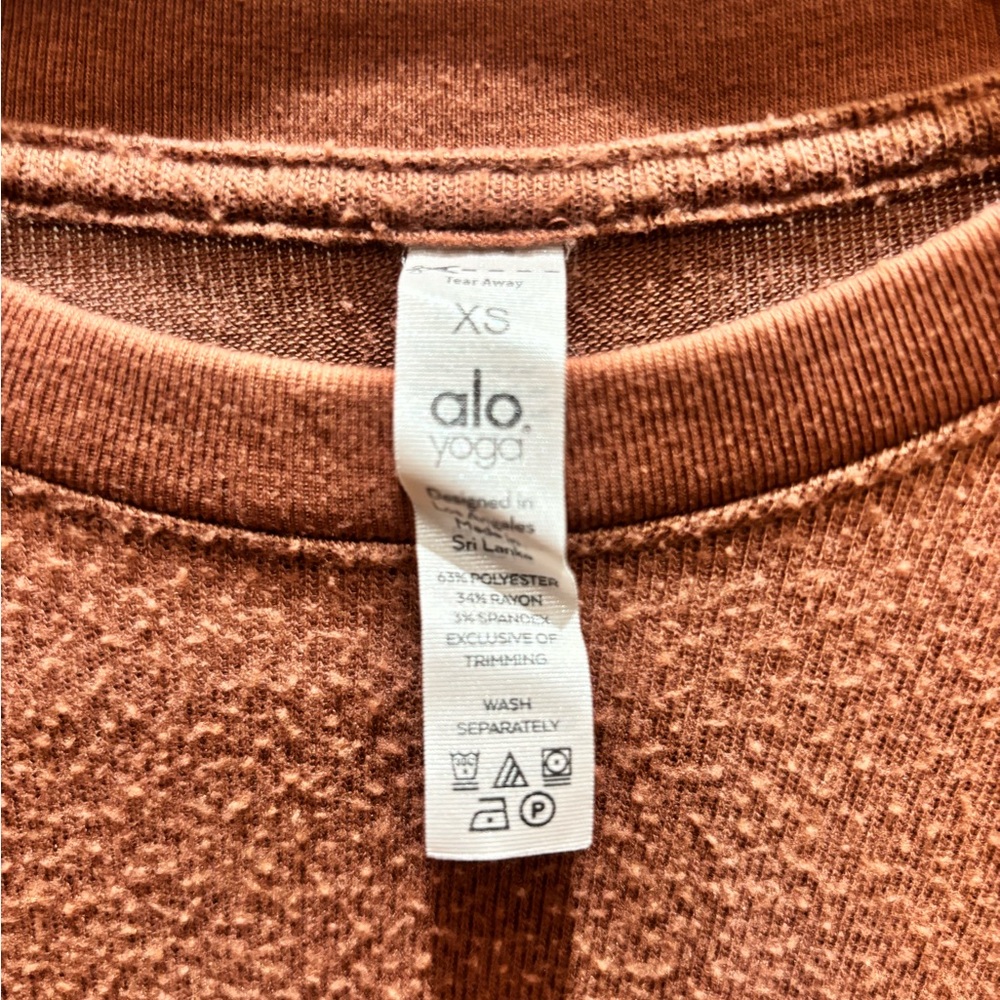 Tear Away
XS
alo
yoga
Designed in
Los Angeles
Made in
Sri Lanka
63% POLYESTER
34% RAYON
3% SPANDEX
EXCLUSIVE OF
TRIMMING
WASH
SEPARATELY
P